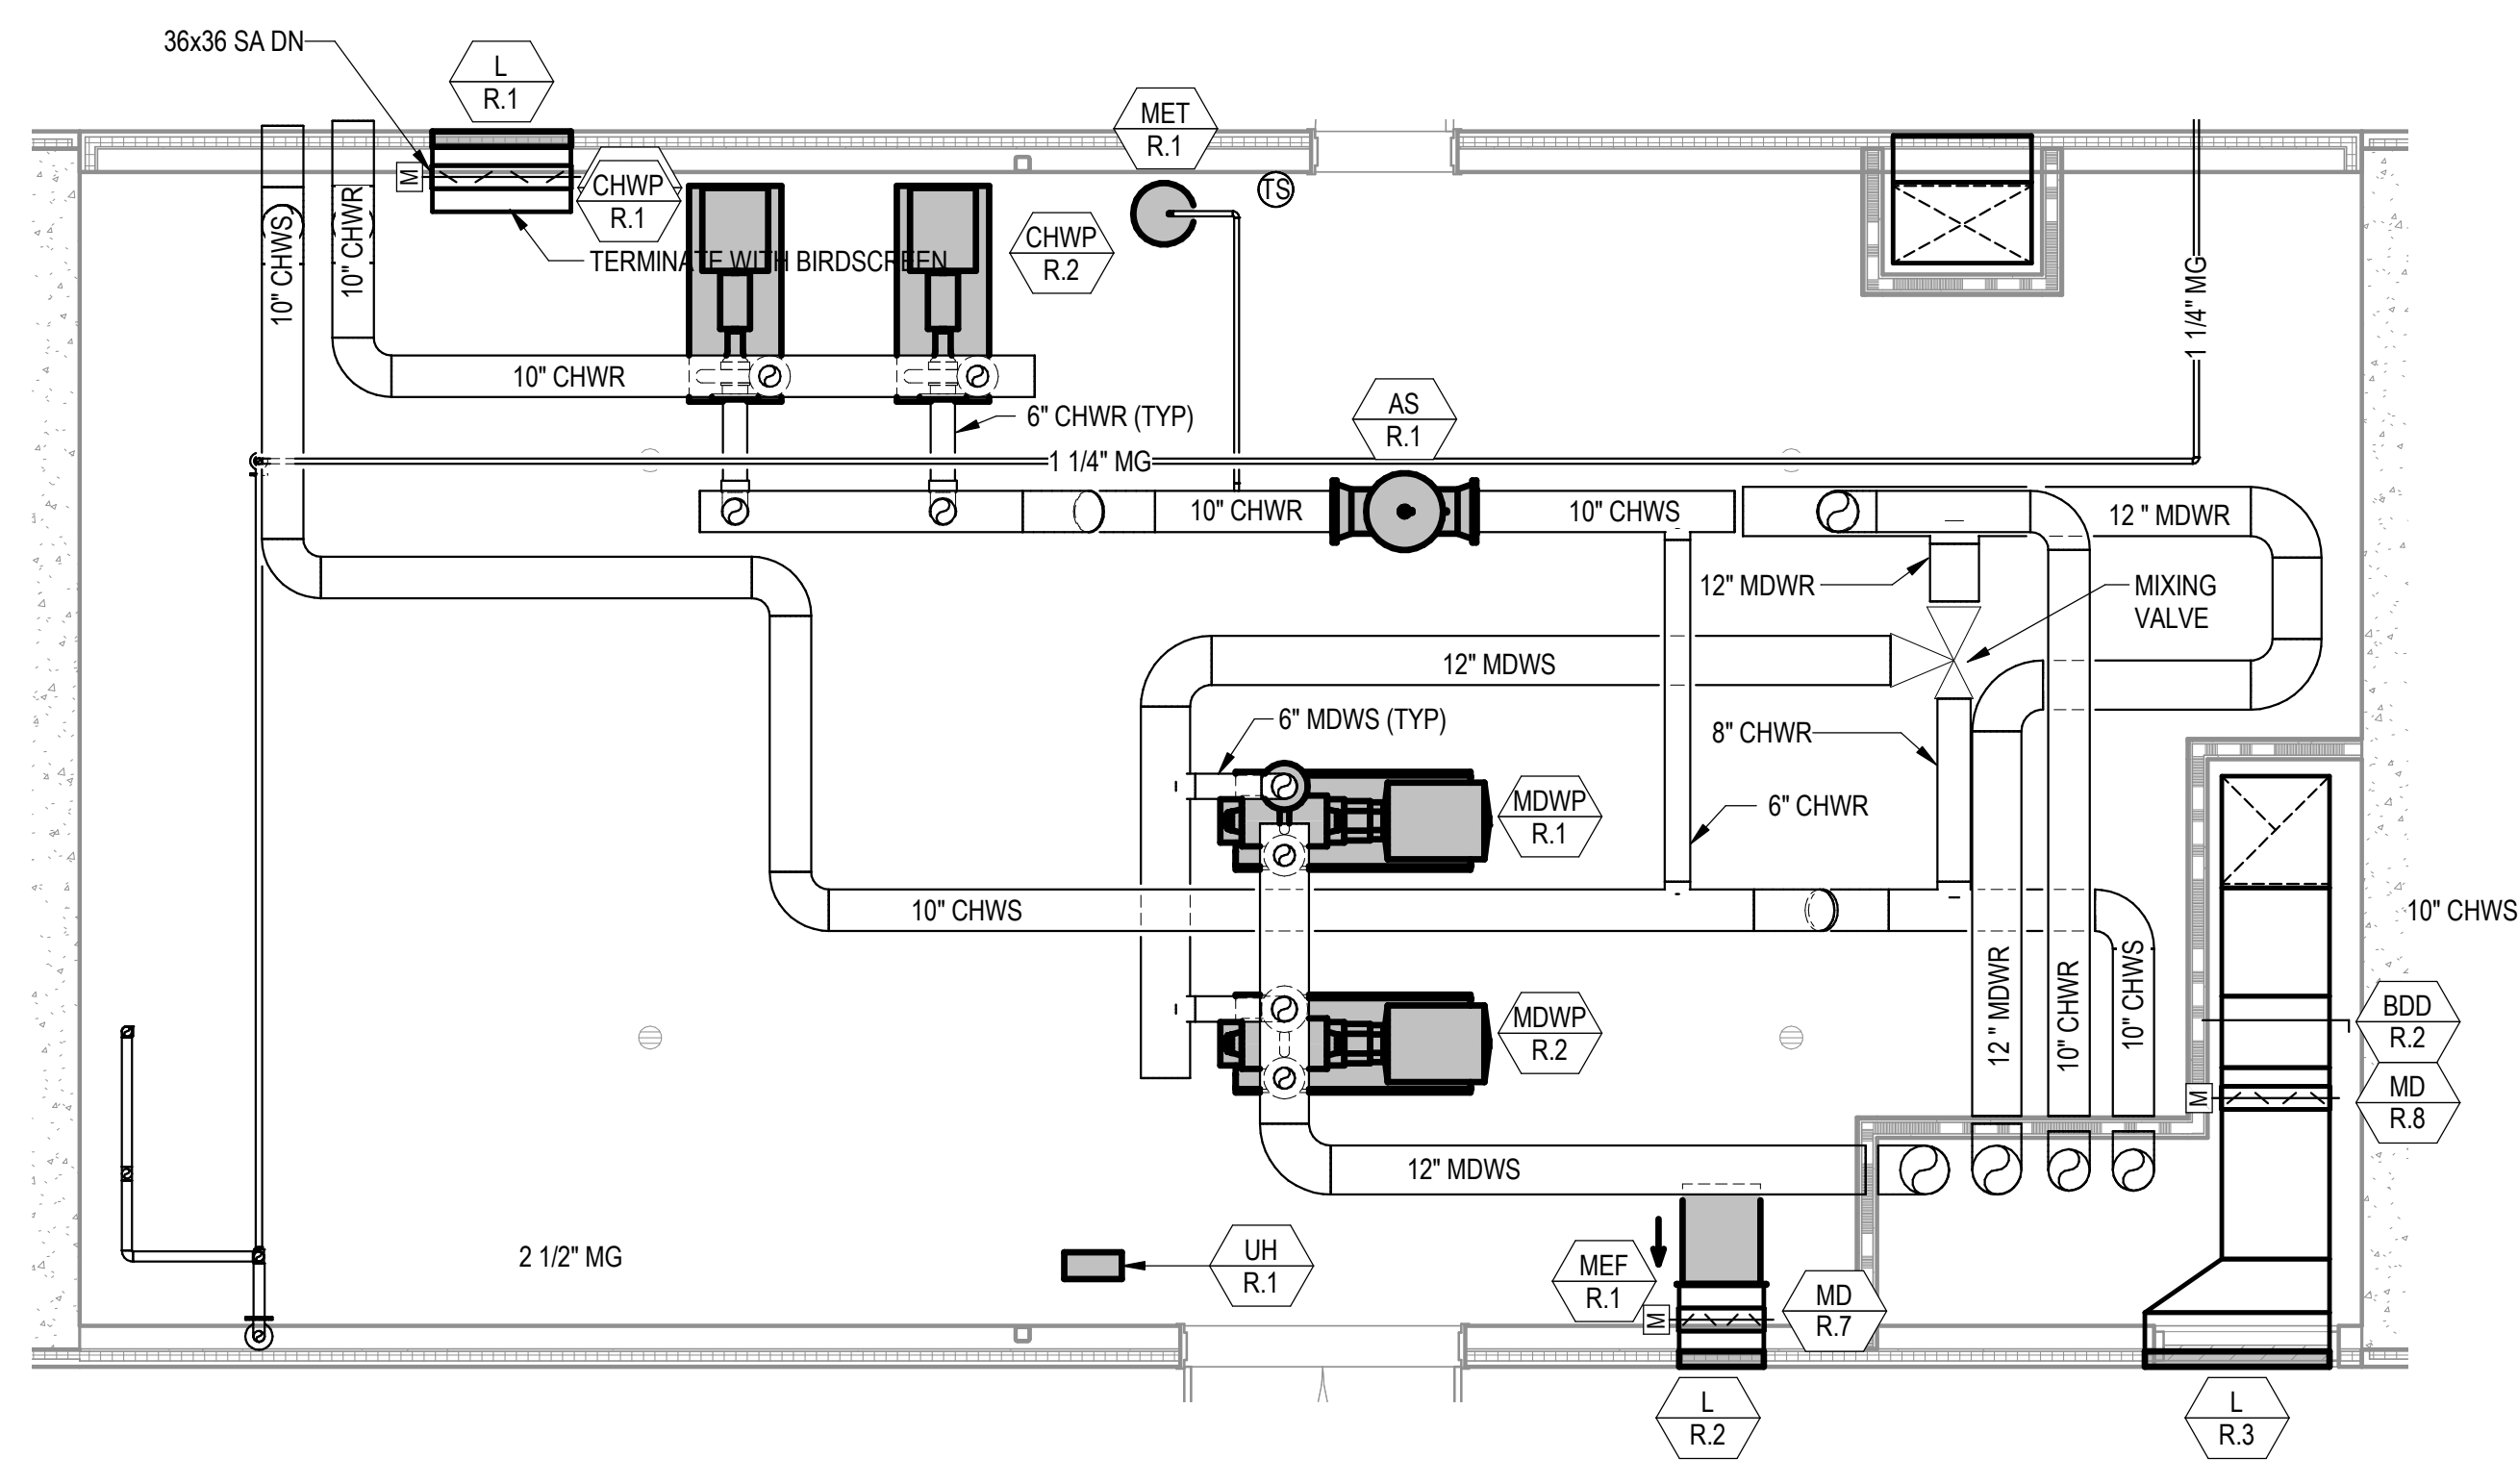 36x36 SA DN
L
R.1
MET
R.1
M
CHWP
R.1
TS
10" CHWS
10" CHWR
CHWP
R.2
TERMINATE WITH BIRDSCREEN
1 1/4" MG
10" CHWR
6" CHWR (TYP)
AS
R.1
1 1/4" MG
10" CHWR
10" CHWS
12 " MDWR
12" MDWR
MIXING
VALVE
12" MDWS
6" MDWS (TYP)
8" CHWR
MDWP
R.1
6" CHWR
10" CHWS
10" CHWS
12 " MDWR
10" CHWR
10" CHWS
MDWP
R.2
BDD
R.2
M
MD
R.8
12" MDWS
2 1/2" MG
UH
R.1
MEF
R.1
M
MD
R.7
L
R.2
L
R.3